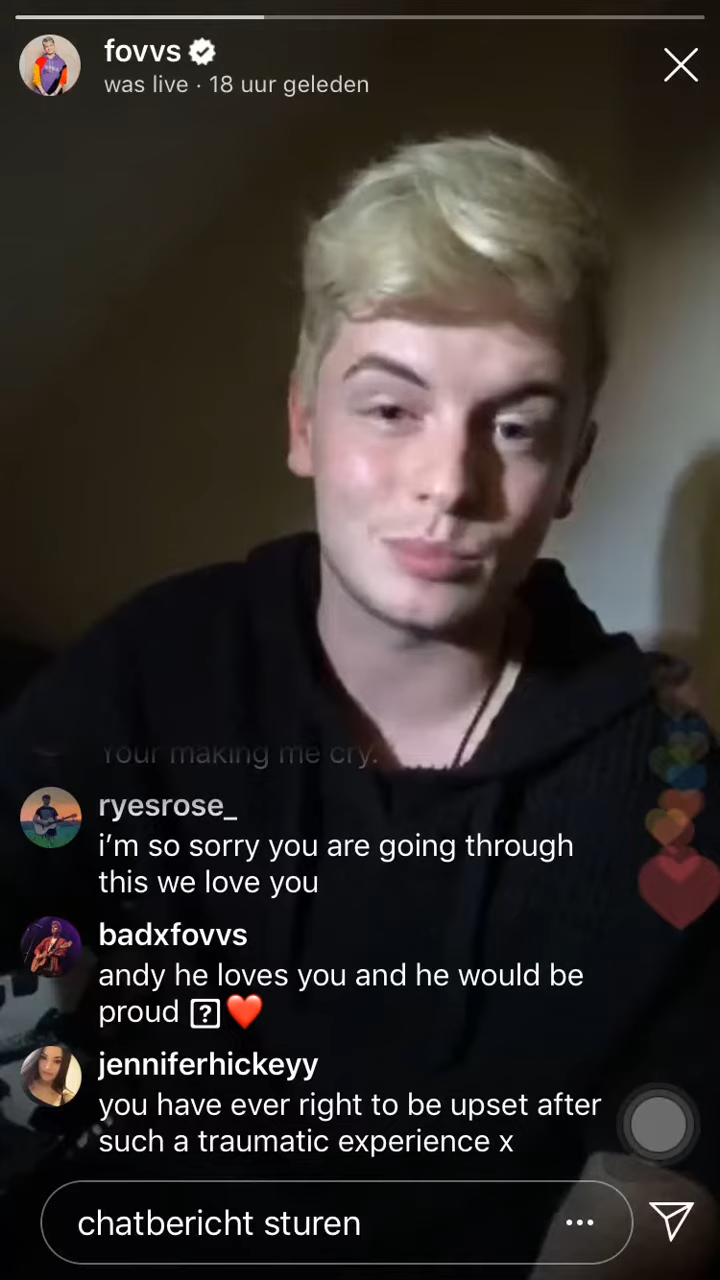 fovvs
was live · 18 uur geleden
Your making me cry.
ryesrose_
i'm so sorry you are going through
this we love you
badxfovvs
andy he loves you and he would be
proud ❤️
jenniferhickeyy
you have ever right to be upset after
such a traumatic experience x
chatbericht sturen